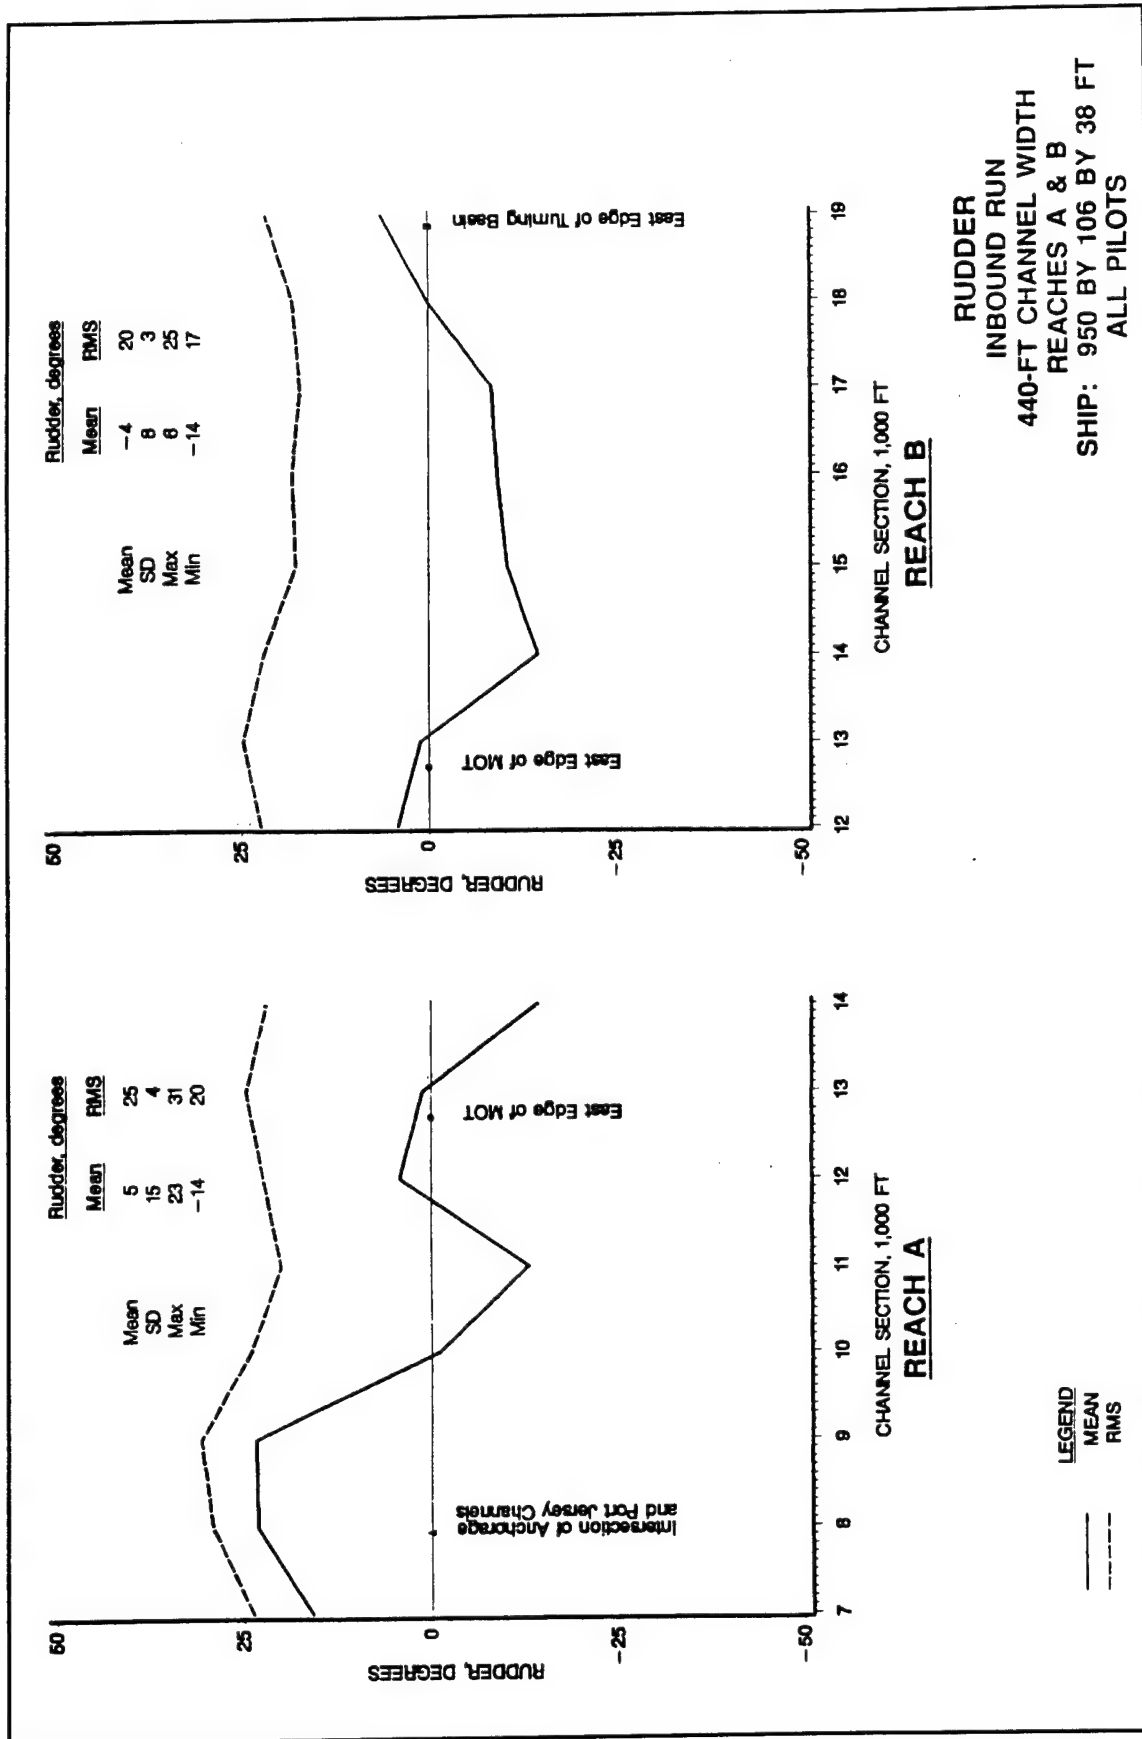 Rudder, degrees
Mean RMS
Mean 5 25
SD 15 4
Max 23 31
Min -14 20
50
25
0
-25
-50
RUDDER, DEGREES
Intersection of Anchorage
and Port Jersey Channels
East Edge of MOT
7 8 9 10 11 12 13 14
CHANNEL SECTION, 1,000 FT
REACH A
Rudder, degrees
Mean RMS
Mean -4 20
SD 8 3
Max 6 25
Min -14 17
50
25
0
-25
-50
RUDDER, DEGREES
East Edge of MOT
East Edge of Turning Basin
12 13 14 15 16 17 18 19
CHANNEL SECTION, 1,000 FT
REACH B
LEGEND
MEAN
RMS
RUDDER
INBOUND RUN
440-FT CHANNEL WIDTH
REACHES A & B
SHIP: 950 BY 106 BY 38 FT
ALL PILOTS